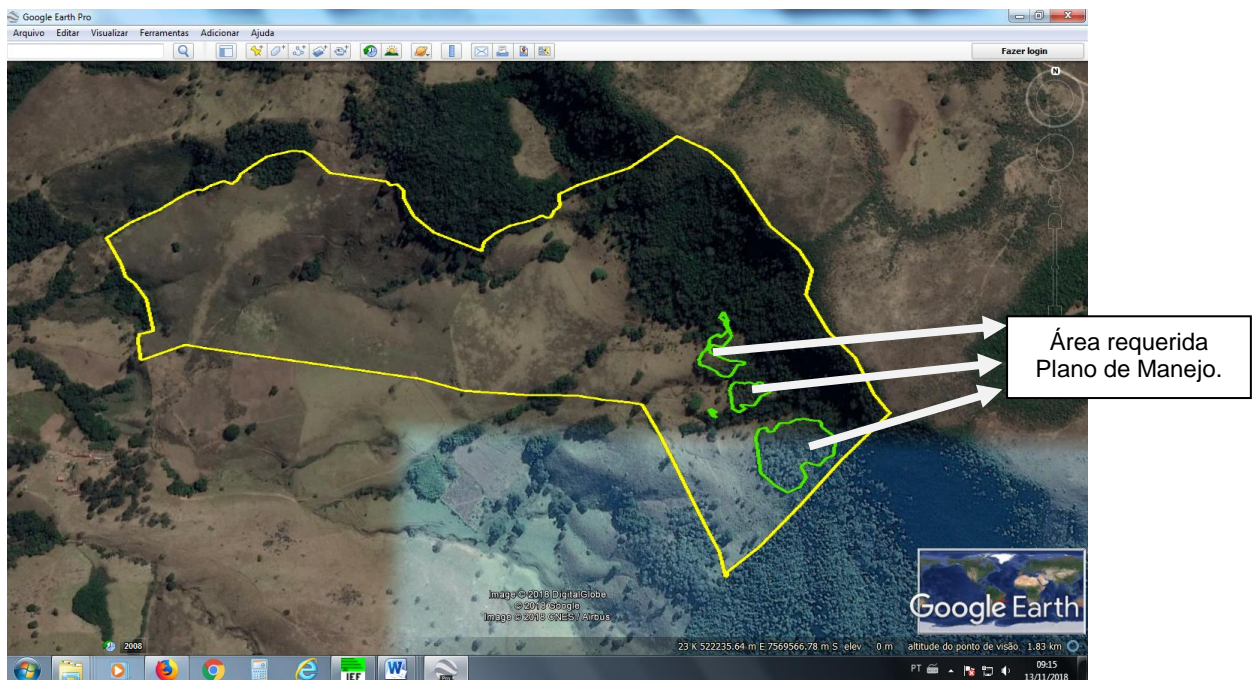 Google Earth Pro
Arquivo Editar Visualizar Ferramentas Adicionar Ajuda
Fazer login
N
Área requerida
Plano de Manejo.
Image © 2018 DigitalGlobe
© 2018 Google
Image © 2018 CNES / Airbus
Google Earth
2008
23 K 522235.64 m E 7569566.78 m S elev 0 m altitude do ponto de visão 1.83 km
IEF
W
Pro
PT
09:15
13/11/2018